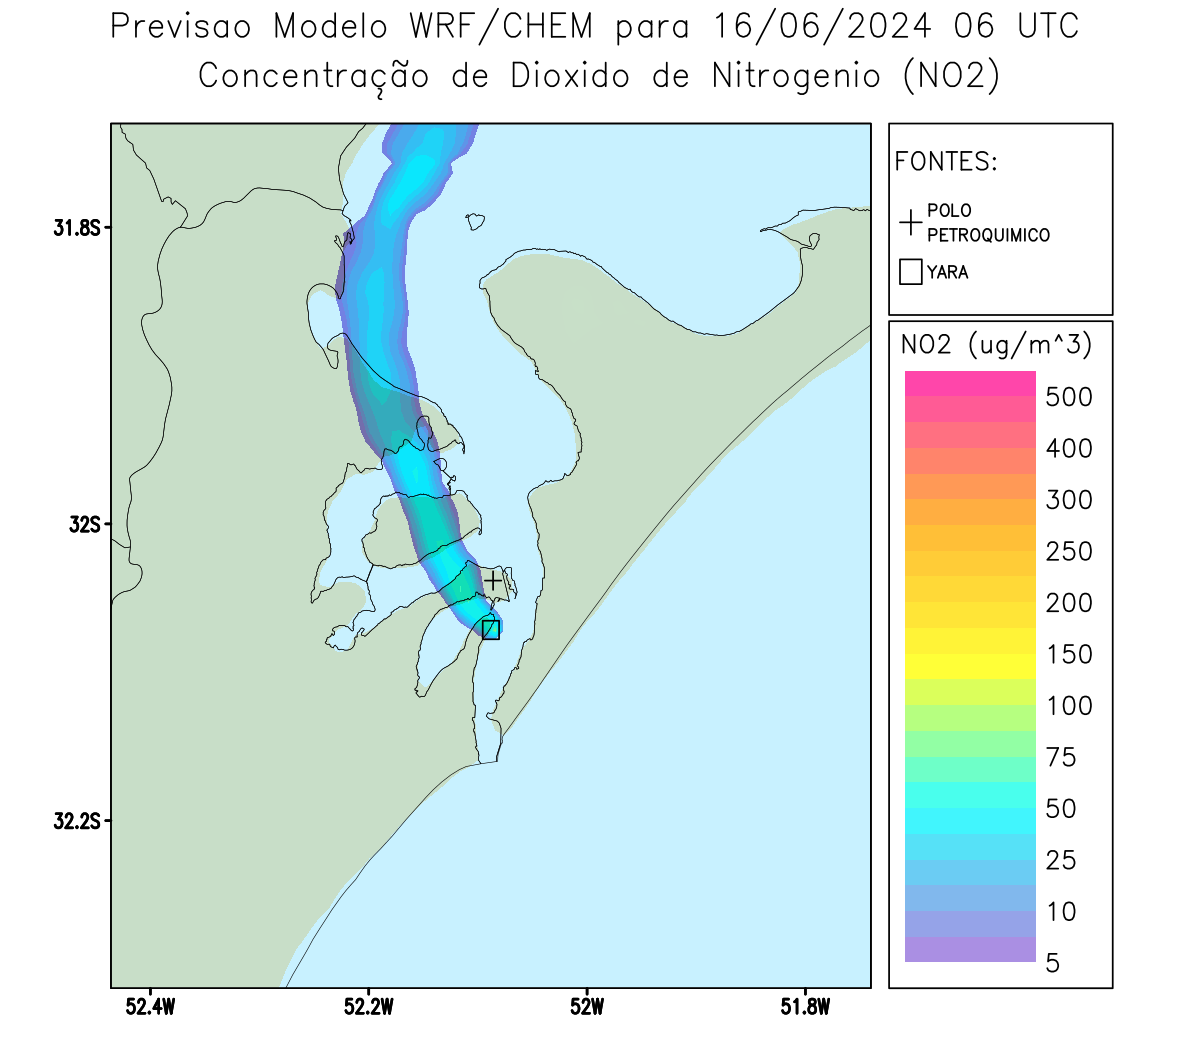 Previsao Modelo WRF/CHEM para 16/06/2024 06 UTC
Concentração de Dioxido de Nitrogenio (NO2)
FONTES:
POLO
PETROQUIMICO
YARA
31.8S
32S
32.2S
52.4W
52.2W
52W
51.8W
NO2 (ug/m^3)
500
400
300
250
200
150
100
75
50
25
10
5